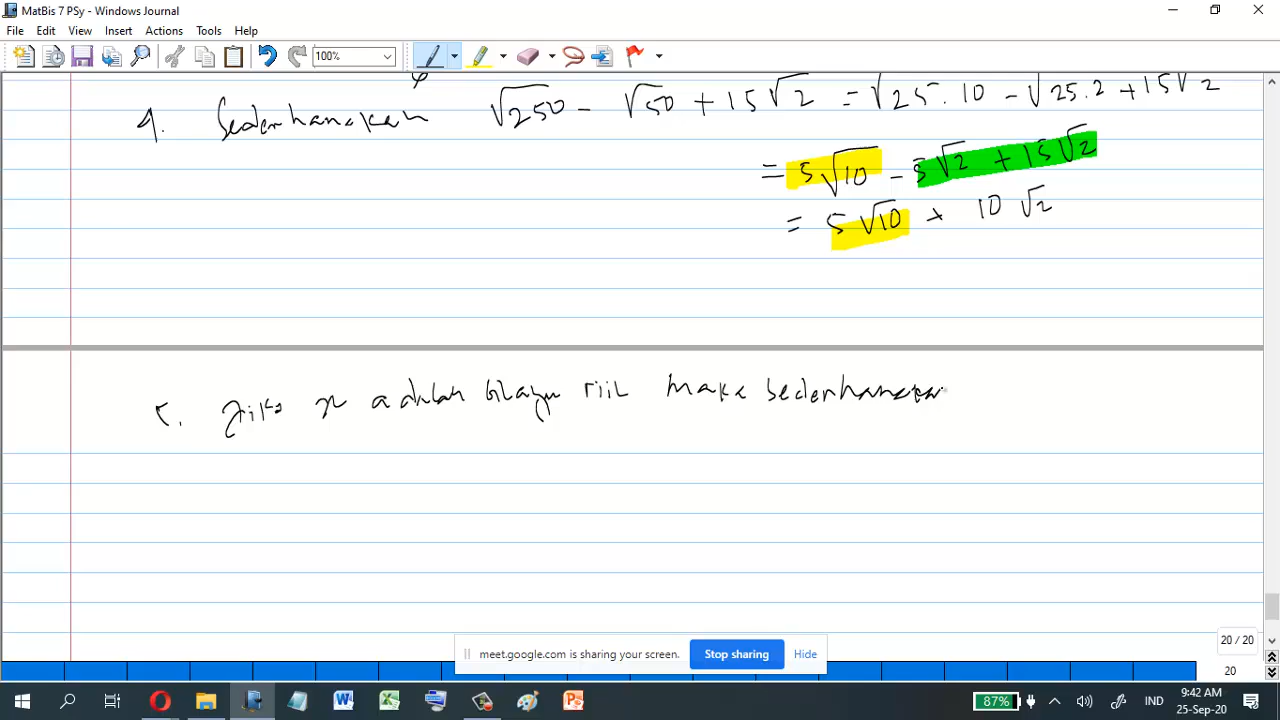 MatBis 7 PSy - Windows Journal
File Edit View Insert Actions Tools Help
100%
4. Sederhanakan √250 - √50 + 15√2 = √25.10 - √25.2 + 15√2
= 5√10 - 5√2 + 15√2
= 5√10 + 10√2
5. Jika x adalah bilangan riil maka sederhanakan
20 / 20
meet.google.com is sharing your screen. Stop sharing Hide
20
87% IND 9:42 AM
25-Sep-20